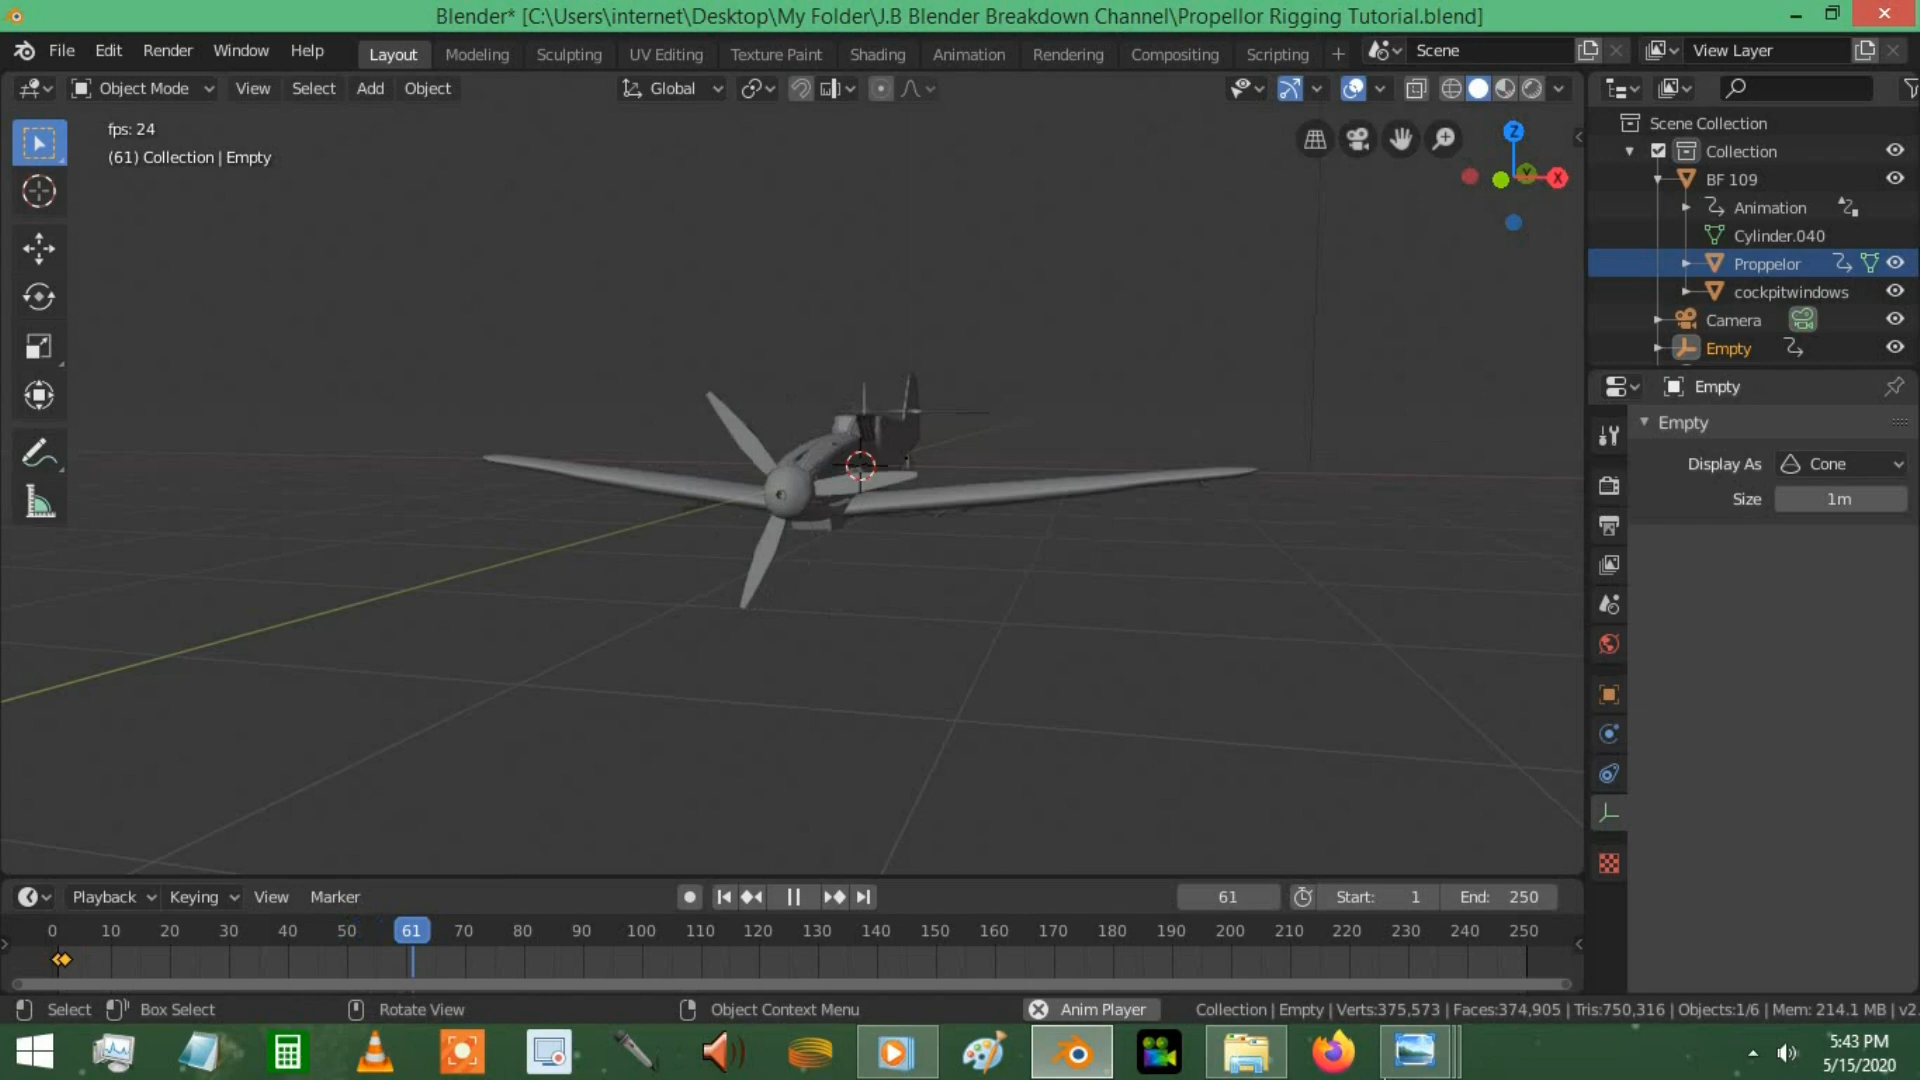 Blender* [C:\Users\internet\Desktop\My Folder\J.B Blender Breakdown Channel\Propellor Rigging Tutorial.blend]
File Edit Render Window Help Layout Modeling Sculpting UV Editing Texture Paint Shading Animation Rendering Compositing Scripting + Scene View Layer
Object Mode View Select Add Object Global
fps: 24
(61) Collection | Empty
Z
Y
X
Scene Collection
Collection
BF 109
Animation
Cylinder.040
Proppelor
cockpitwindows
Camera
Empty
Empty
Empty
Display As Cone
Size 1m
Playback Keying View Marker 61 Start: 1 End: 250
0 10 20 30 40 50 61 70 80 90 100 110 120 130 140 150 160 170 180 190 200 210 220 230 240 250
Select Box Select Rotate View Object Context Menu Anim Player Collection | Empty | Verts:375,573 | Faces:374,905 | Tris:750,316 | Objects:1/6 | Mem: 214.1 MB | v2.
5:43 PM
5/15/2020